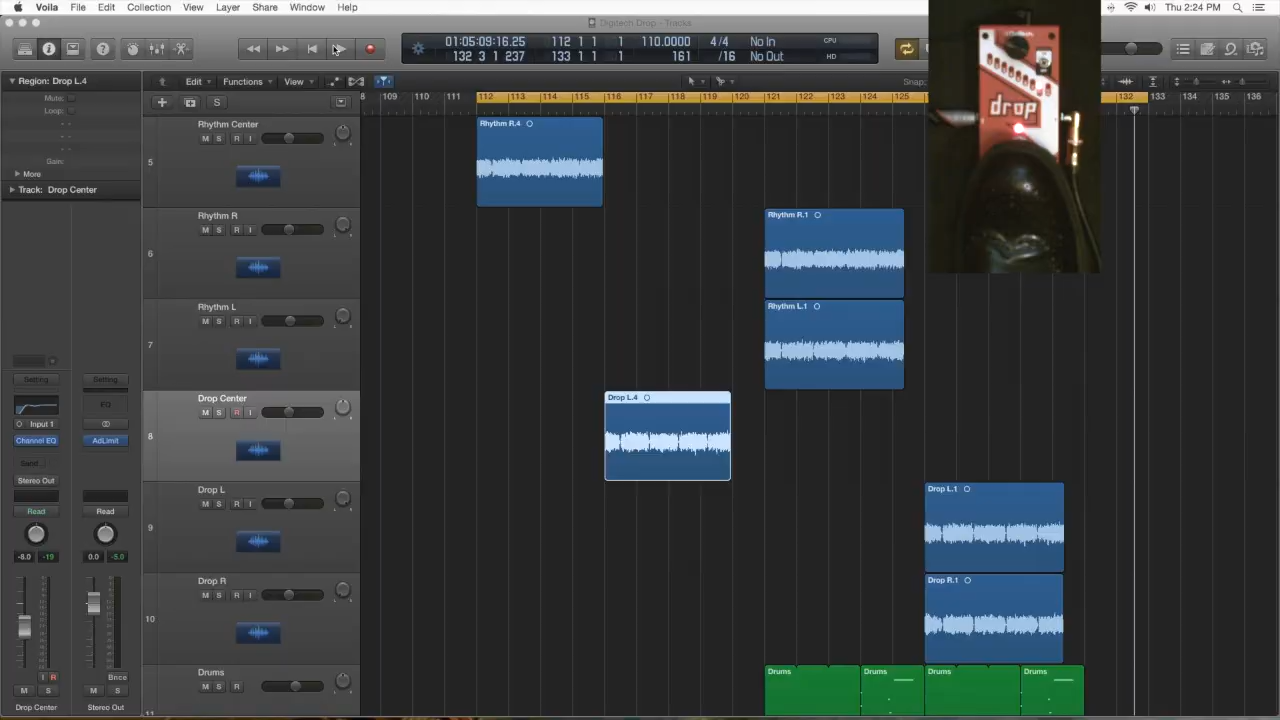 Voila File Edit Collection View Layer Share Window Help Thu 2:24 PM
Digitech Drop - Tracks
01:05:09:16.25 112 1 1 1 110.0000 4/4 No In CPU
132 3 1 237 133 1 1 161 /16 No Out HD
Region: Drop L.4 Edit Functions View Snap:
Mute:
Loop:
Gain:
More
Track: Drop Center
109 110 111 112 113 114 115 116 117 118 119 120 121 122 123 124 125 132 133 134 135 136
S
5 Rhythm Center
M S R I
Rhythm R.4
6 Rhythm R
M S R I
Rhythm R.1
7 Rhythm L
M S R I
Rhythm L.1
8 Drop Center
M S R I
Drop L.4
9 Drop L
M S R I
Drop L.1
10 Drop R
M S R I
Drop R.1
11 Drums
M S R
Drums Drums Drums Drums
Setting Setting
EQ
Input 1
Channel EQ AdLimit
Send
Stereo Out
Read Read
-8.0 -19 0.0 -5.0
I R Bnce
M S M S
Drop Center Stereo Out
drop